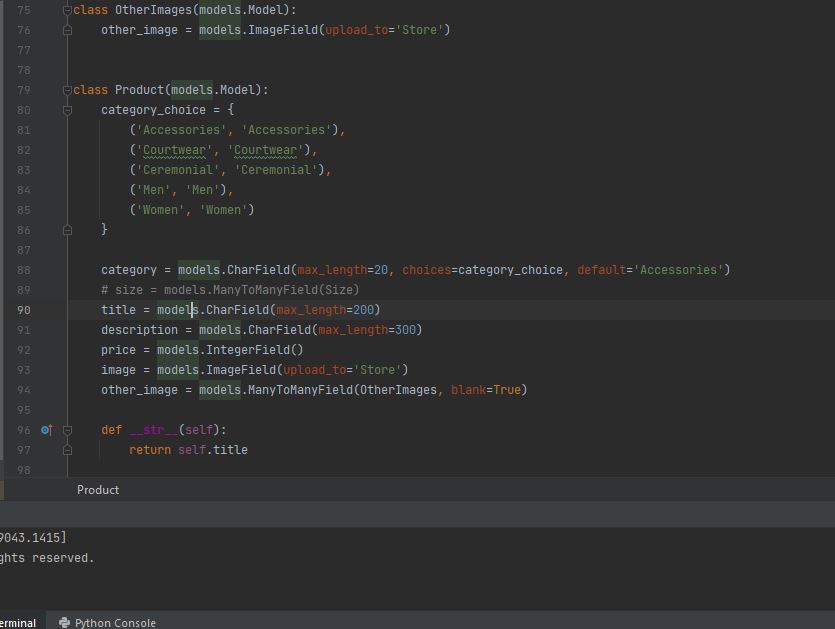 75 class OtherImages(models.Model):
76 other_image = models.ImageField(upload_to='Store')
77
78
79 class Product(models.Model):
80 category_choice = {
81 ('Accessories', 'Accessories'),
82 ('Courtwear', 'Courtwear'),
83 ('Ceremonial', 'Ceremonial'),
84 ('Men', 'Men'),
85 ('Women', 'Women')
86 }
87
88 category = models.CharField(max_length=20, choices=category_choice, default='Accessories')
89 # size = models.ManyToManyField(Size)
90 title = models.CharField(max_length=200)
91 description = models.CharField(max_length=300)
92 price = models.IntegerField()
93 image = models.ImageField(upload_to='Store')
94 other_image = models.ManyToManyField(OtherImages, blank=True)
95
96 def __str__(self):
97 return self.title
98
Product
9043.1415]
ghts reserved.
erminal Python Console